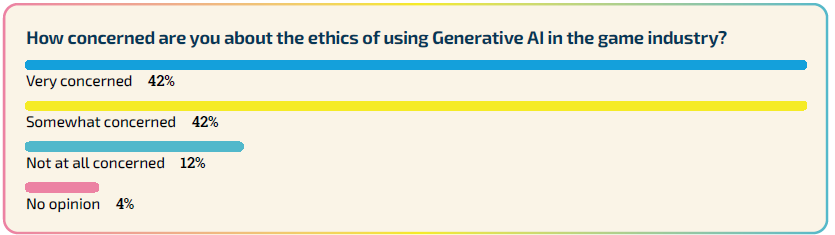 How concerned are you about the ethics of using Generative AI in the game industry?
Very concerned 42%
Somewhat concerned 42%
Not at all concerned 12%
No opinion 4%